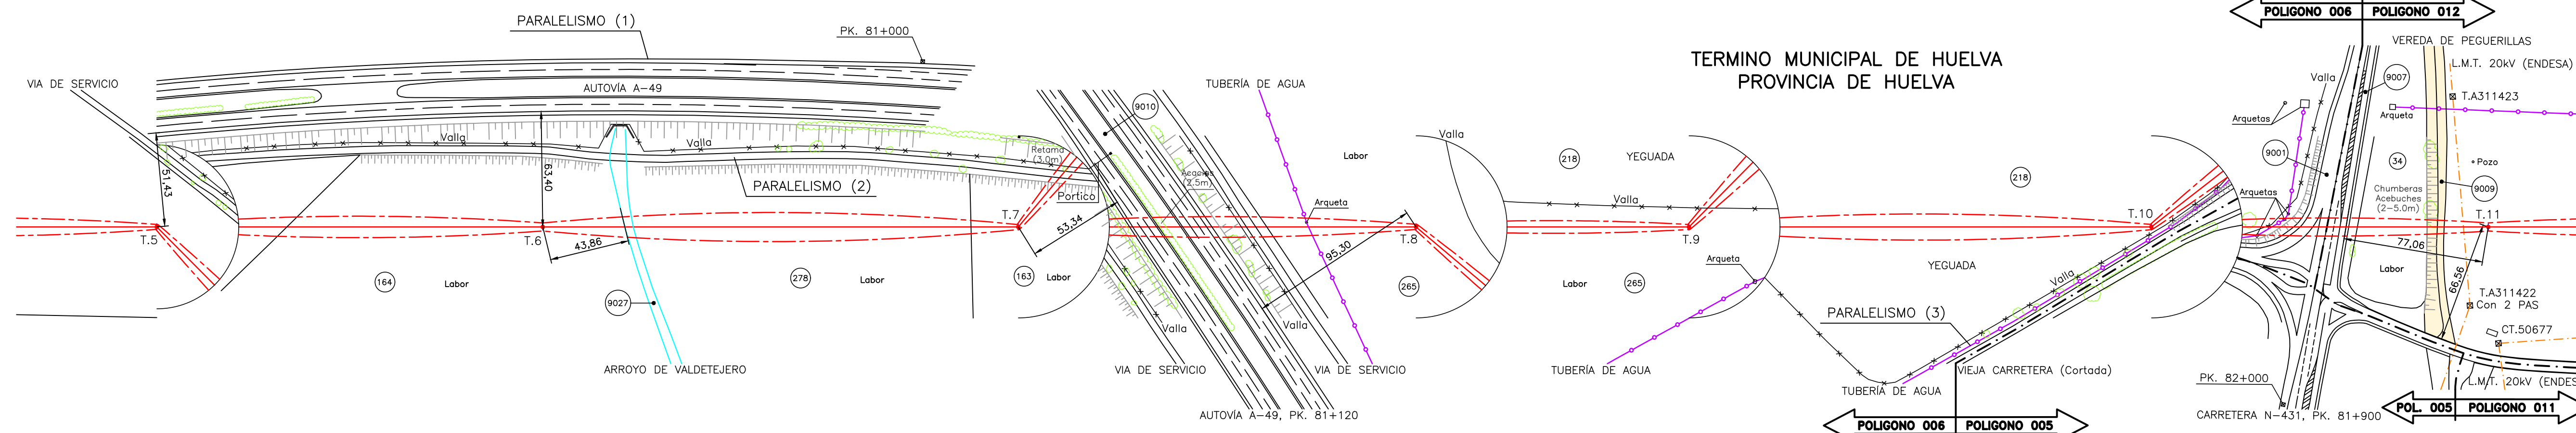 PARALELISMO (1)
PK. 81+000
VIA DE SERVICIO
AUTOVÍA A-49
Valla
Valla
Retama
(3.0m)
PARALELISMO (2)
Portico
51,43
63,40
T.5
T.6
T.7
43,86
53,34
164
Labor
9027
278
Labor
163
Labor
ARROYO DE VALDETEJERO
9010
Acacias
(2.5m)
TUBERÍA DE AGUA
Labor
Arqueta
95,30
T.8
265
Valla
Valla
VIA DE SERVICIO
VIA DE SERVICIO
AUTOVÍA A-49, PK. 81+120
Valla
218
YEGUADA
Valla
T.9
Labor
265
Arqueta
TUBERÍA DE AGUA
TERMINO MUNICIPAL DE HUELVA
PROVINCIA DE HUELVA
218
T.10
YEGUADA
Valla
PARALELISMO (3)
VIEJA CARRETERA (Cortada)
TUBERÍA DE AGUA
POLIGONO 006
POLIGONO 005
POLIGONO 006
POLIGONO 012
VEREDA DE PEGUERILLAS
L.M.T. 20kV (ENDESA)
Valla
9007
T.A311423
Arquetas
Arqueta
9001
34
Pozo
Chumberas
Acebuches
(2-5.0m)
9009
Arquetas
T.11
77,06
Labor
66,56
T.A311422
Con 2 PAS
CT.50677
PK. 82+000
L.M.T. 20kV (ENDES
CARRETERA N-431, PK. 81+900
POL. 005
POLIGONO 011